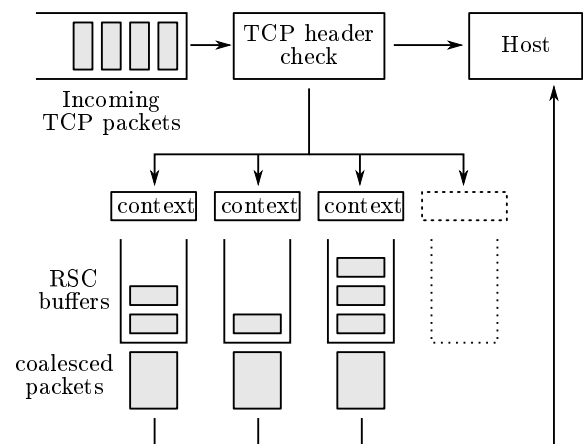 TCP header
check
Host
Incoming
TCP packets
context
context
context
RSC
buffers
coalesced
packets